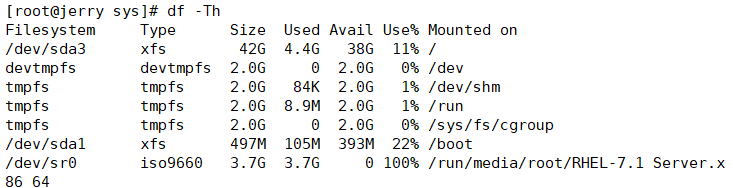 [root@jerry sys]# df -Th
Filesystem     Type      Size  Used Avail Use% Mounted on
/dev/sda3      xfs        42G  4.4G   38G  11% /
devtmpfs       devtmpfs  2.0G     0  2.0G   0% /dev
tmpfs          tmpfs     2.0G   84K  2.0G   1% /dev/shm
tmpfs          tmpfs     2.0G  8.9M  2.0G   1% /run
tmpfs          tmpfs     2.0G     0  2.0G   0% /sys/fs/cgroup
/dev/sda1      xfs       497M  105M  393M  22% /boot
/dev/sr0       iso9660   3.7G  3.7G     0 100% /run/media/root/RHEL-7.1 Server.x
86 64